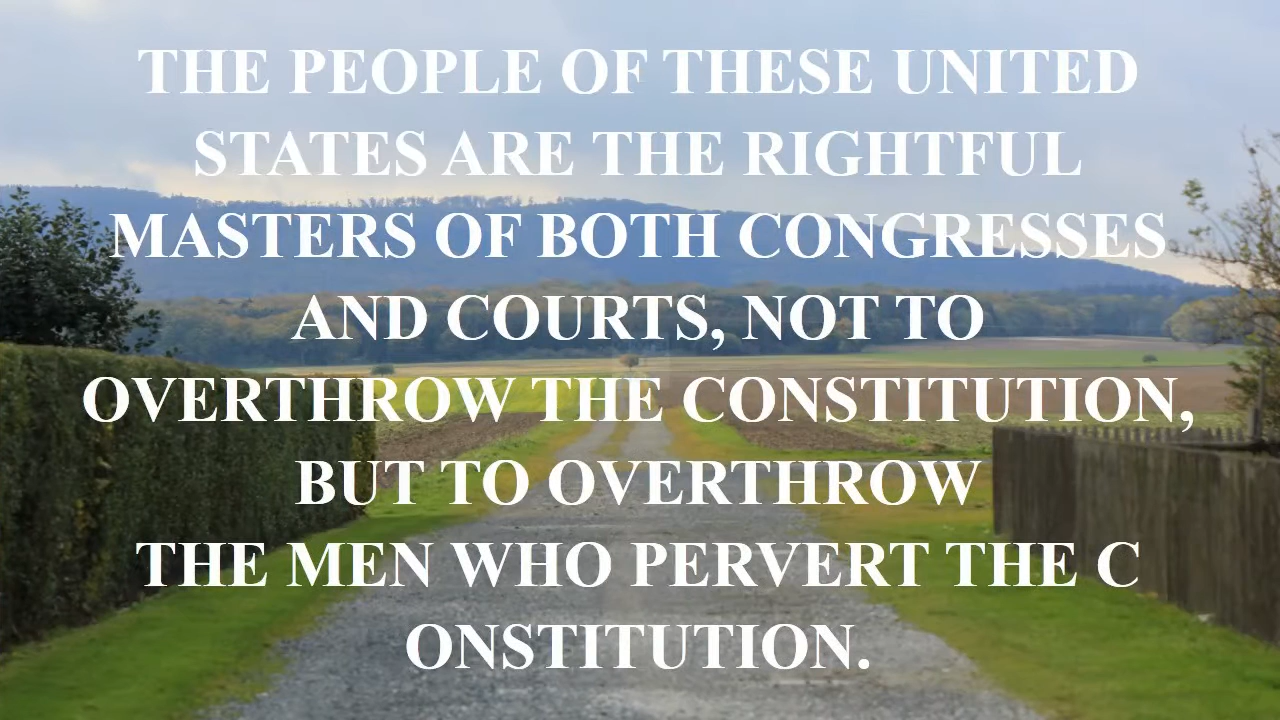 THE PEOPLE OF THESE UNITED
STATES ARE THE RIGHTFUL
MASTERS OF BOTH CONGRESSES
AND COURTS, NOT TO
OVERTHROW THE CONSTITUTION,
BUT TO OVERTHROW
THE MEN WHO PERVERT THE C
ONSTITUTION.